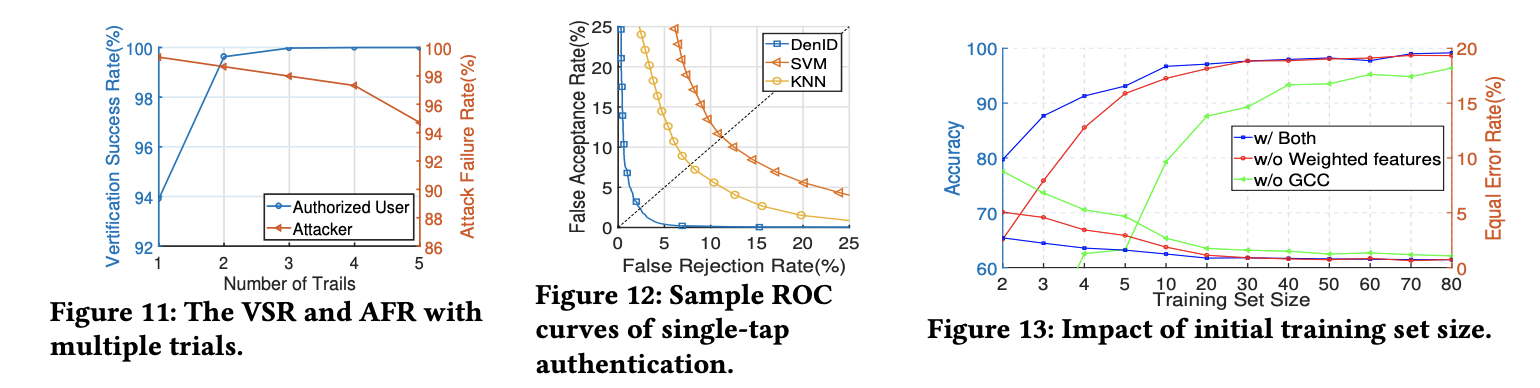 Vertification Success Rate(%)
100
98
96
94
92
100
98
96
94
92
90
88
86
Attack Failure Rate(%)
Authorized User
Attacker
1 2 3 4 5
Number of Trails
Figure 11: The VSR and AFR with
multiple trials.
False Acceptance Rate(%)
25
20
15
10
5
0
DenID
SVM
KNN
0 5 10 15 20 25
False Rejection Rate(%)
Figure 12: Sample ROC
curves of single-tap
authentication.
Accuracy
100
90
80
70
60
20
15
10
5
0
Equal Error Rate(%)
w/ Both
w/o Weighted features
w/o GCC
2 3 4 5 10 20 30 40 50 60 70 80
Training Set Size
Figure 13: Impact of initial training set size.